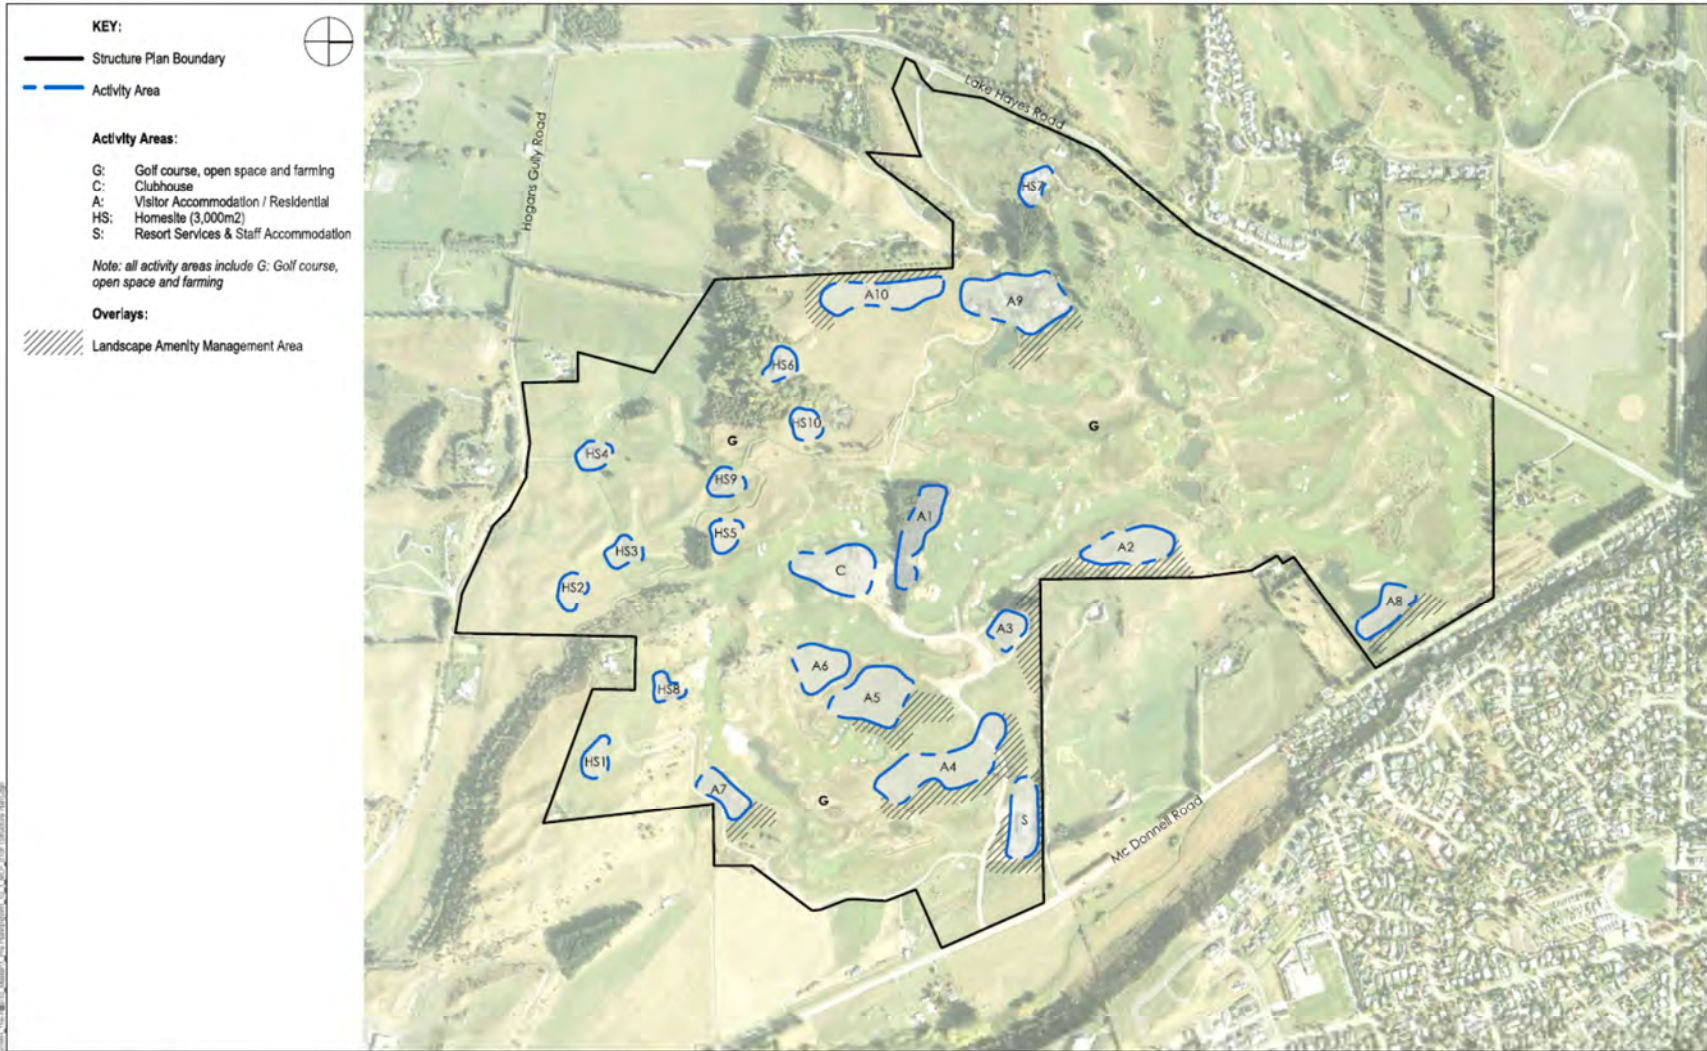 KEY:
Structure Plan Boundary
Activity Area
Activity Areas:
G: Golf course, open space and farming
C: Clubhouse
A: Visitor Accommodation / Residential
HS: Homesite (3,000m2)
S: Resort Services & Staff Accommodation
Note: all activity areas include G: Golf course,
open space and farming
Overlays:
Landscape Amenity Management Area
Hogans Gully Road
Lake Hayes Road
HS7
A10
A9
HS6
HS10
G
G
HS4
HS9
A1
HS5
HS3
A2
C
HS2
A8
A3
A6
HS8
A5
HS1
A4
A7
G
S
Mc Donnell Road